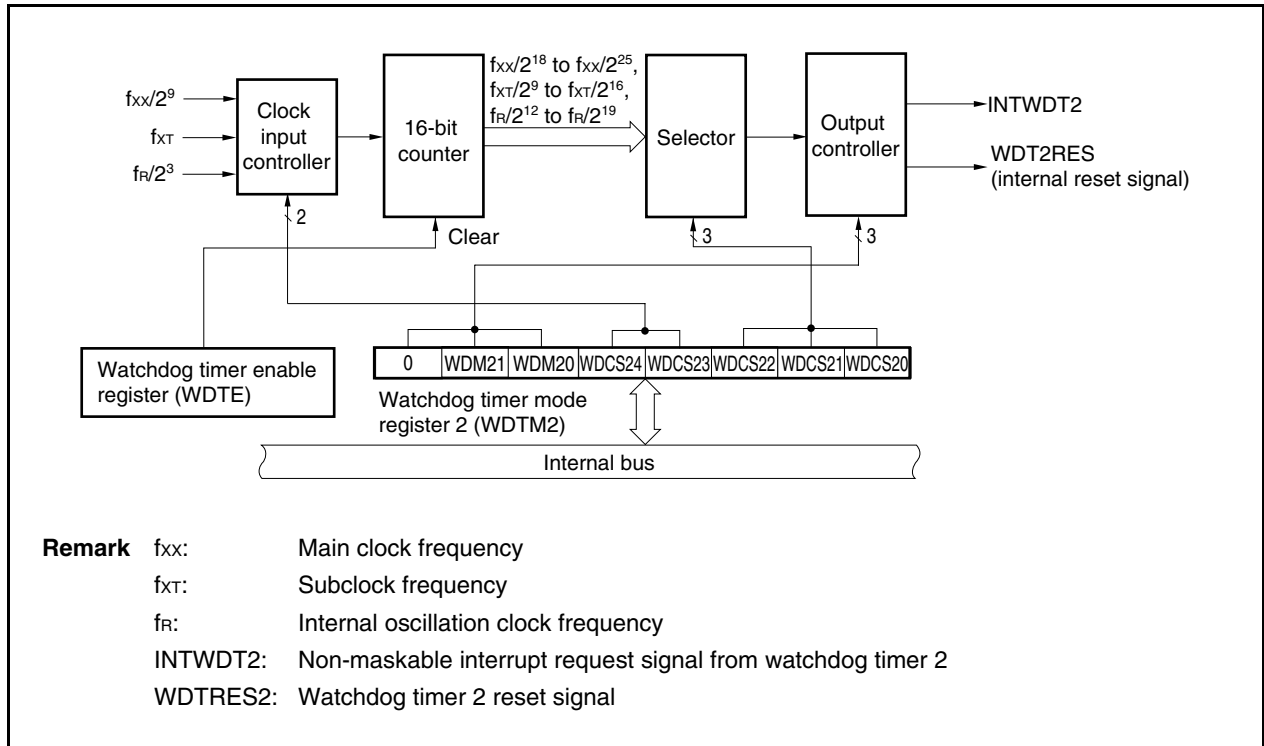 fXX/2⁹
fXT
fR/2³
Clock
input
controller
2
16-bit
counter
Clear
fXX/2¹⁸ to fXX/2²⁵,
fXT/2⁹ to fXT/2¹⁶,
fR/2¹² to fR/2¹⁹
Selector
3
Output
controller
3
INTWDT2
WDT2RES
(internal reset signal)
Watchdog timer enable
register (WDTE)
0 WDM21 WDM20 WDCS24 WDCS23 WDCS22 WDCS21 WDCS20
Watchdog timer mode
register 2 (WDTM2)
Internal bus
Remark fXX: Main clock frequency
fXT: Subclock frequency
fR: Internal oscillation clock frequency
INTWDT2: Non-maskable interrupt request signal from watchdog timer 2
WDTRES2: Watchdog timer 2 reset signal